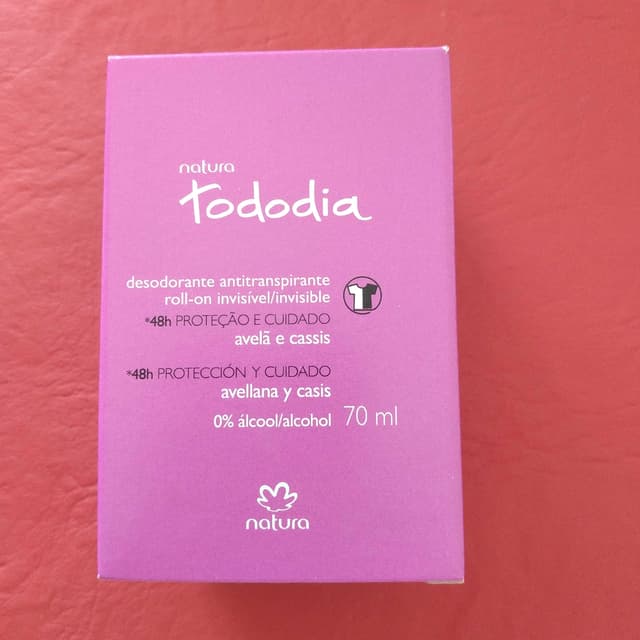 natura
tododia
desodorante antitranspirante
roll-on invisível/invisible
*48h PROTEÇÃO E CUIDADO
avelã e cassis
*48h PROTECCIÓN Y CUIDADO
avellana y casis
0% álcool/alcohol 70 ml
natura